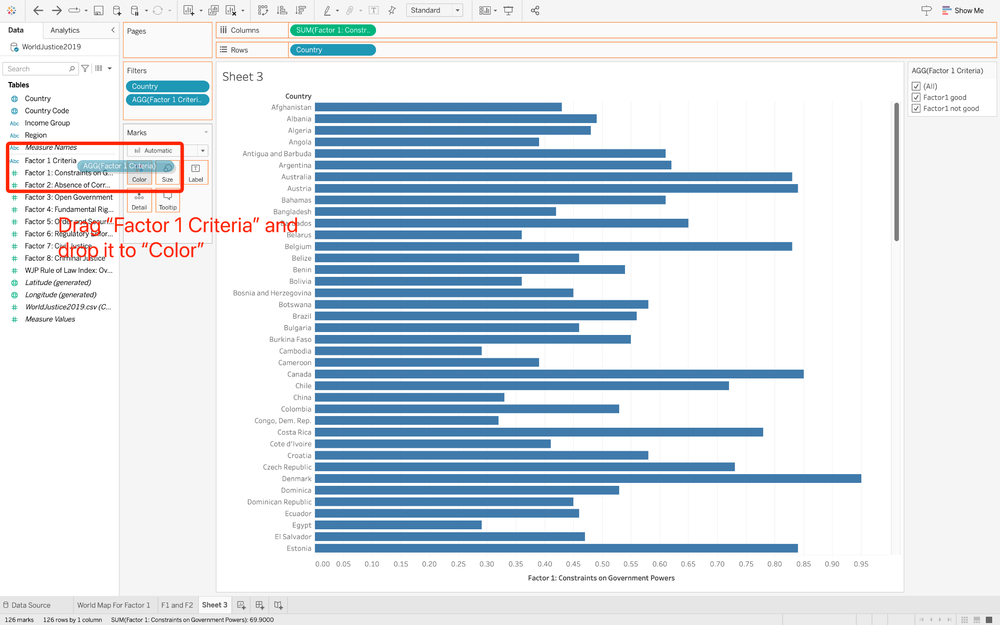 Standard
Show Me
Data
Analytics
Pages
Columns
SUM(Factor 1: Constr..
Rows
Country
WorldJustice2019
Search
Tables
Country
Country Code
Abc Income Group
Abc Region
Abc Measure Names
=Abc Factor 1 Criteria
# Factor 1: Constraints on G...
# Factor 2: Absence of Corr...
# Factor 3: Open Government
# Factor 4: Fundamental Rig...
# Factor 5: Order and Securi...
# Factor 6: Regulatory Enfor...
# Factor 7: Civil Justice
# Factor 8: Criminal Justice
# WJP Rule of Law Index: Ov...
Latitude (generated)
Longitude (generated)
# WorldJustice2019.csv (C...
# Measure Values
Filters
Country
AGG(Factor 1 Criteri..
Marks
Automatic
AGG(Factor 1 Criteria)
Color
Size
Label
Detail
Tooltip
Drag “Factor 1 Criteria” and
drop it to “Color”
Sheet 3
Country
Afghanistan
Albania
Algeria
Angola
Antigua and Barbuda
Argentina
Australia
Austria
Bahamas
Bangladesh
Barbados
Belarus
Belgium
Belize
Benin
Bolivia
Bosnia and Herzegovina
Botswana
Brazil
Bulgaria
Burkina Faso
Cambodia
Cameroon
Canada
Chile
China
Colombia
Congo, Dem. Rep.
Costa Rica
Cote d’Ivoire
Croatia
Czech Republic
Denmark
Dominica
Dominican Republic
Ecuador
Egypt
El Salvador
Estonia
0.00 0.05 0.10 0.15 0.20 0.25 0.30 0.35 0.40 0.45 0.50 0.55 0.60 0.65 0.70 0.75 0.80 0.85 0.90 0.95
Factor 1: Constraints on Government Powers
AGG(Factor 1 Criteria)
(All)
Factor1 good
Factor1 not good
Data Source
World Map For Factor 1
F1 and F2
Sheet 3
126 marks
126 rows by 1 column
SUM(Factor 1: Constraints on Government Powers): 69.9000